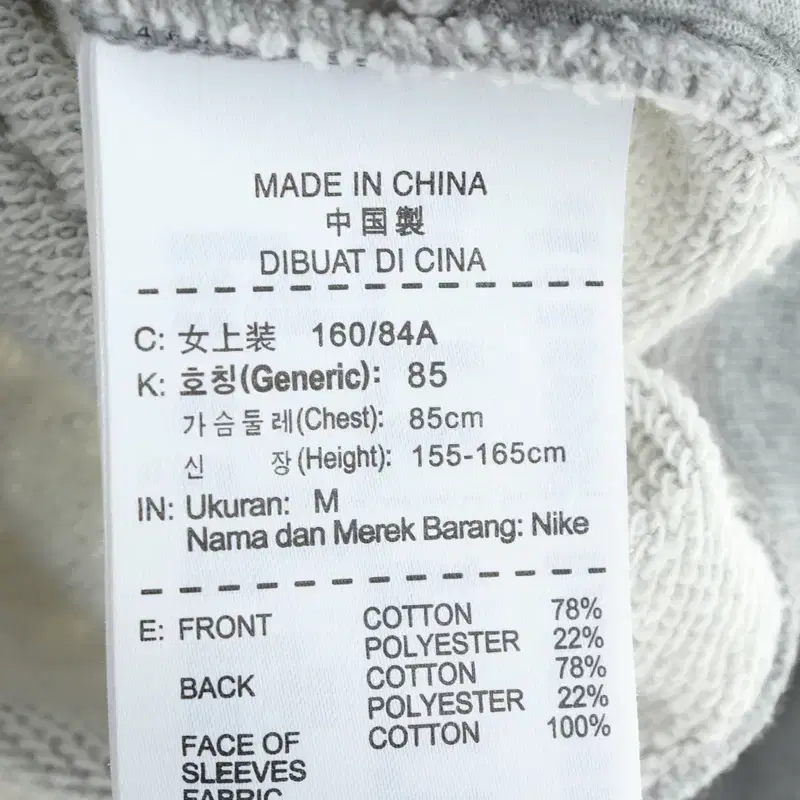 MADE IN CHINA
中国製
DIBUAT DI CINA
C: 女上装 160/84A
K: 호칭(Generic): 85
가슴둘레(Chest): 85cm
신 장(Height): 155-165cm
IN: Ukuran: M
Nama dan Merek Barang: Nike
E: FRONT COTTON 78%
POLYESTER 22%
BACK COTTON 78%
POLYESTER 22%
FACE OF COTTON 100%
SLEEVES
FABRIC